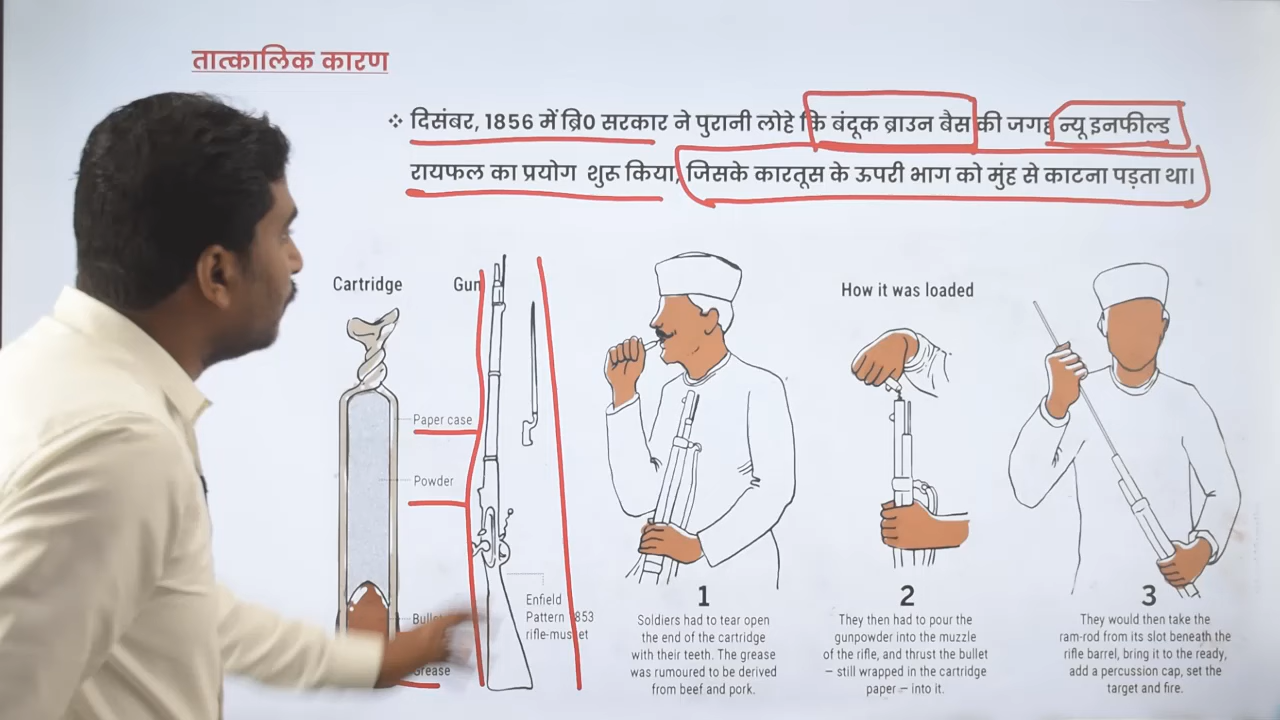 तात्कालिक कारण
❖ दिसंबर, 1856 में ब्रि0 सरकार ने पुरानी लोहे कि बंदूक ब्राउन बैस की जगह न्यू इनफील्ड
रायफल का प्रयोग शुरू किया, जिसके कारतूस के ऊपरी भाग को मुंह से काटना पड़ता था।
Cartridge
Gun
How it was loaded
Paper case
Powder
Bullet
Grease
Enfield
Pattern 1853
rifle-musket
1
Soldiers had to tear open
the end of the cartridge
with their teeth. The grease
was rumoured to be derived
from beef and pork.
2
They then had to pour the
gunpowder into the muzzle
of the rifle, and thrust the bullet
– still wrapped in the cartridge
paper – into it.
3
They would then take the
ram-rod from its slot beneath the
rifle barrel, bring it to the ready,
add a percussion cap, set the
target and fire.